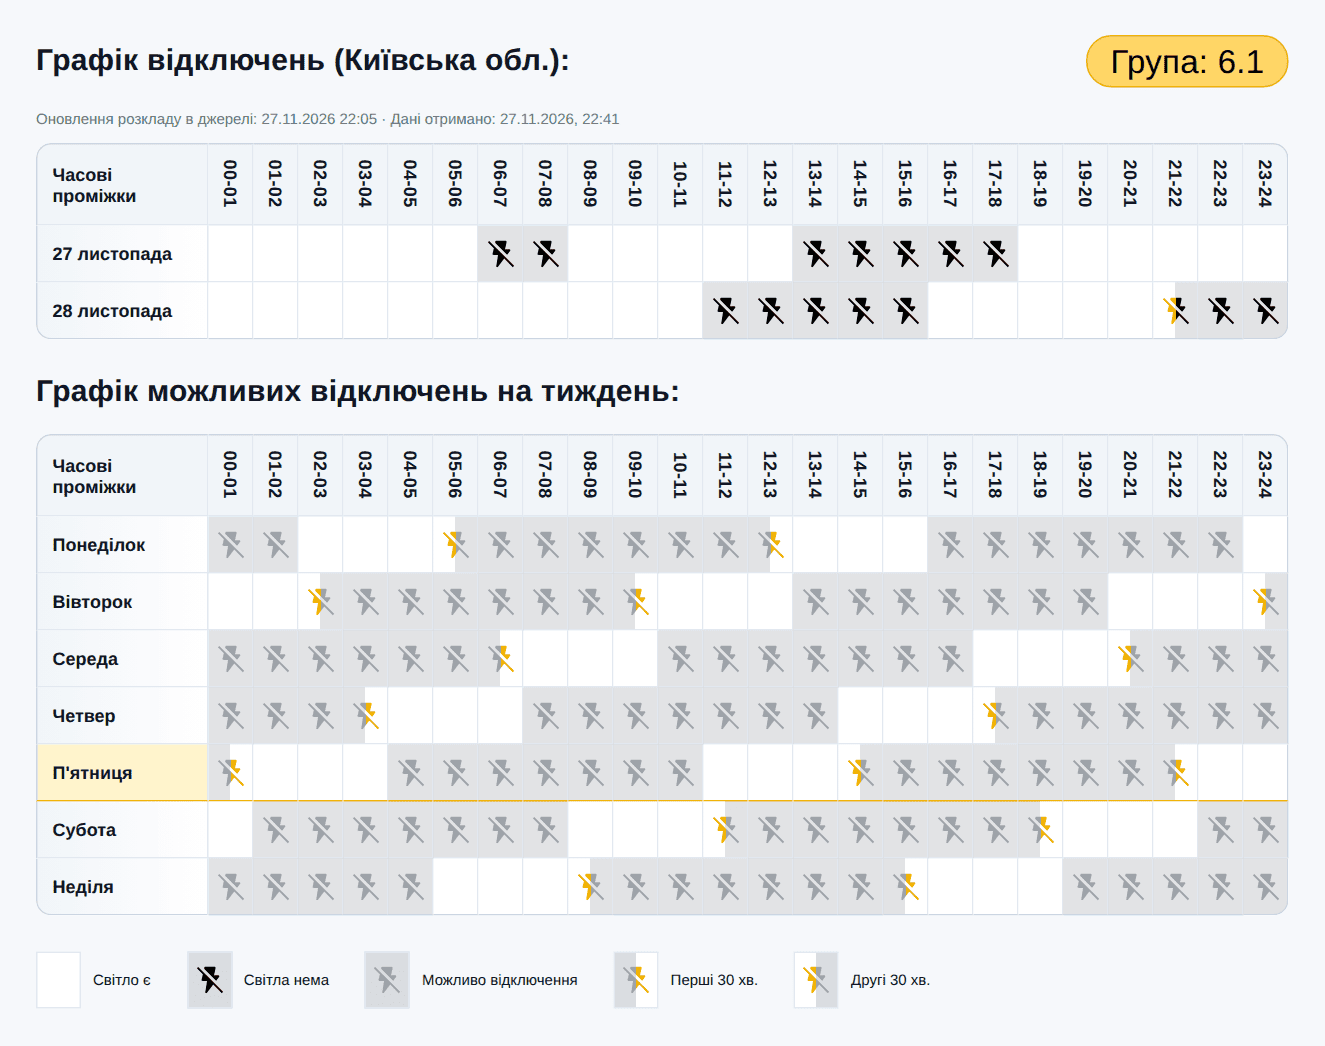 Графік відключень (Київська обл.):
Група: 6.1
Оновлення розкладу в джерелі: 27.11.2026 22:05 · Дані отримано: 27.11.2026, 22:41
Часові проміжки 00-01 01-02 02-03 03-04 04-05 05-06 06-07 07-08 08-09 09-10 10-11 11-12 12-13 13-14 14-15 15-16 16-17 17-18 18-19 19-20 20-21 21-22 22-23 23-24
27 листопада
28 листопада
Графік можливих відключень на тиждень:
Часові проміжки 00-01 01-02 02-03 03-04 04-05 05-06 06-07 07-08 08-09 09-10 10-11 11-12 12-13 13-14 14-15 15-16 16-17 17-18 18-19 19-20 20-21 21-22 22-23 23-24
Понеділок
Вівторок
Середа
Четвер
П'ятниця
Субота
Неділя
Світло є Світла нема Можливо відключення Перші 30 хв. Другі 30 хв.